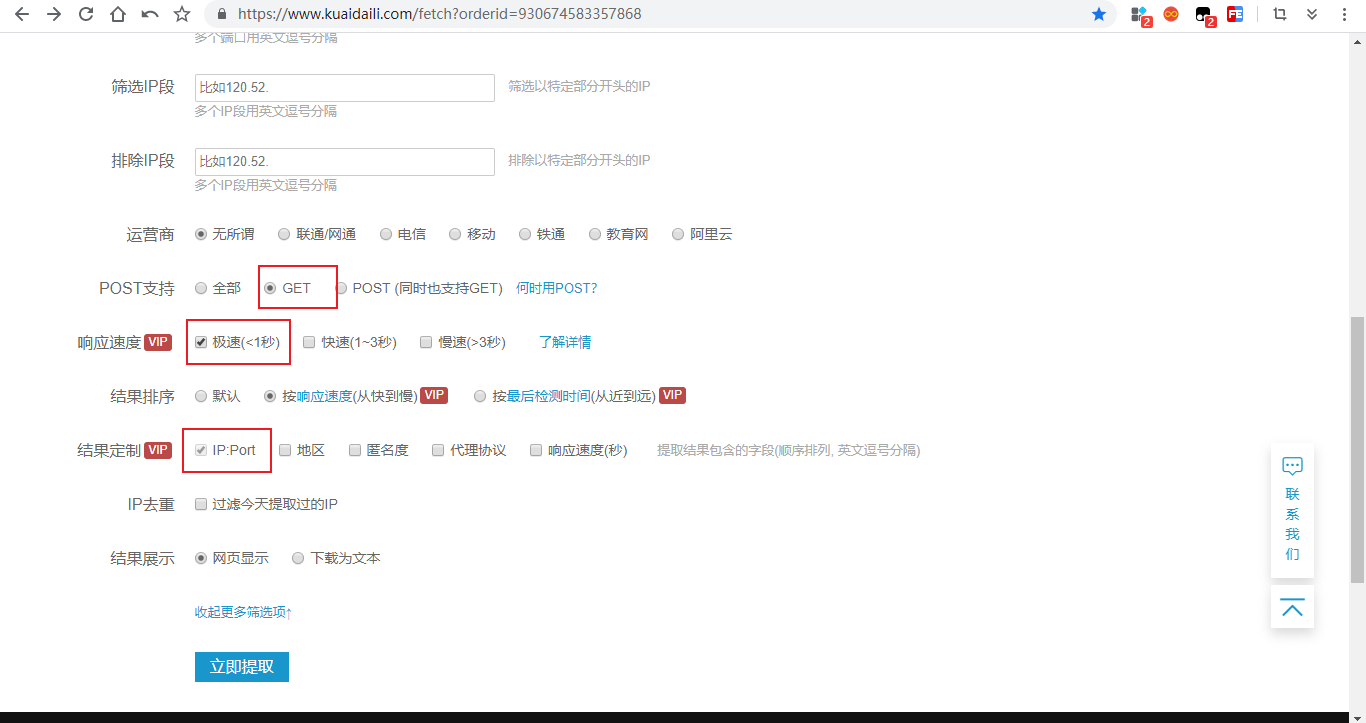 https://www.kuaidaili.com/fetch?orderid=930674583357868
2
2
FE
多个端口用英文逗号分隔
筛选IP段 比如120.52. 筛选以特定部分开头的IP
多个IP段用英文逗号分隔
排除IP段 比如120.52. 排除以特定部分开头的IP
多个IP段用英文逗号分隔
运营商 无所谓 联通/网通 电信 移动 铁通 教育网 阿里云
POST支持 全部 GET POST (同时也支持GET) 何时用POST?
响应速度 VIP 极速(<1秒) 快速(1~3秒) 慢速(>3秒) 了解详情
结果排序 默认 按响应速度(从快到慢) VIP 按最后检测时间(从近到远) VIP
结果定制 VIP IP:Port 地区 匿名度 代理协议 响应速度(秒) 提取结果包含的字段(顺序排列, 英文逗号分隔)
IP去重 过滤今天提取过的IP
结果展示 网页显示 下载为文本
收起更多筛选项↑
立即提取
联
系
我
们